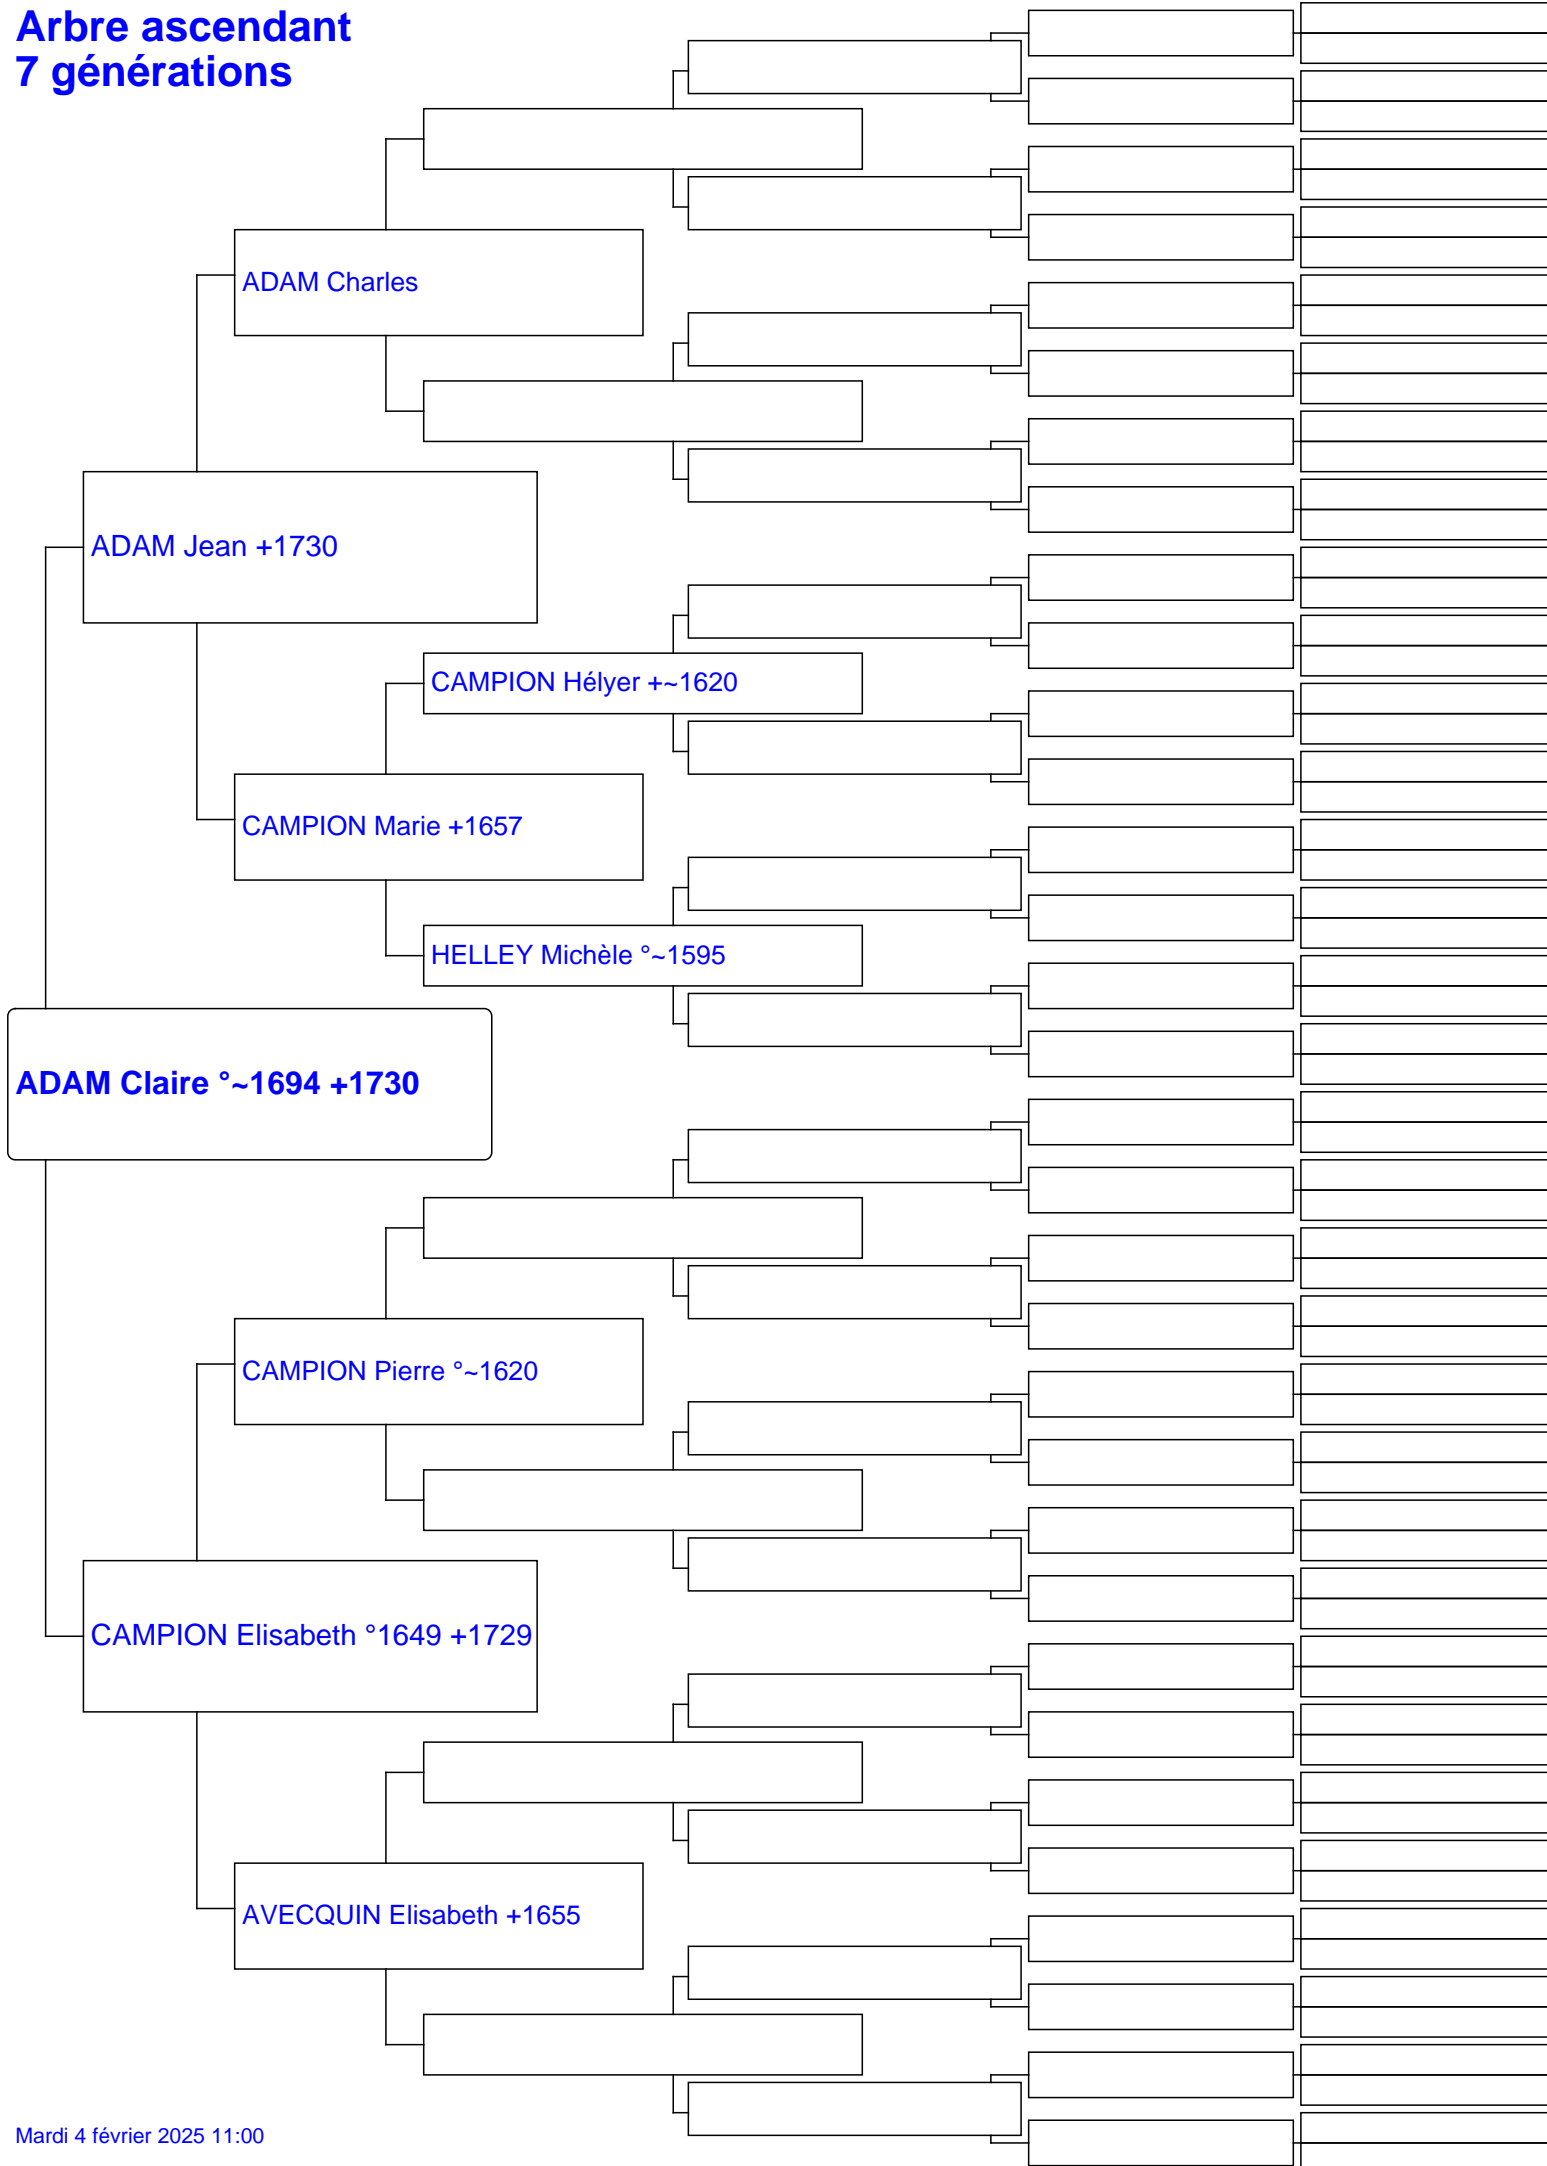 Arbre ascendant
7 générations
ADAM Charles
ADAM Jean +1730
CAMPION Hélyer +~1620
CAMPION Marie +1657
HELLEY Michèle °~1595
ADAM Claire °~1694 +1730
CAMPION Pierre °~1620
CAMPION Elisabeth °1649 +1729
AVECQUIN Elisabeth +1655
Mardi 4 février 2025 11:00